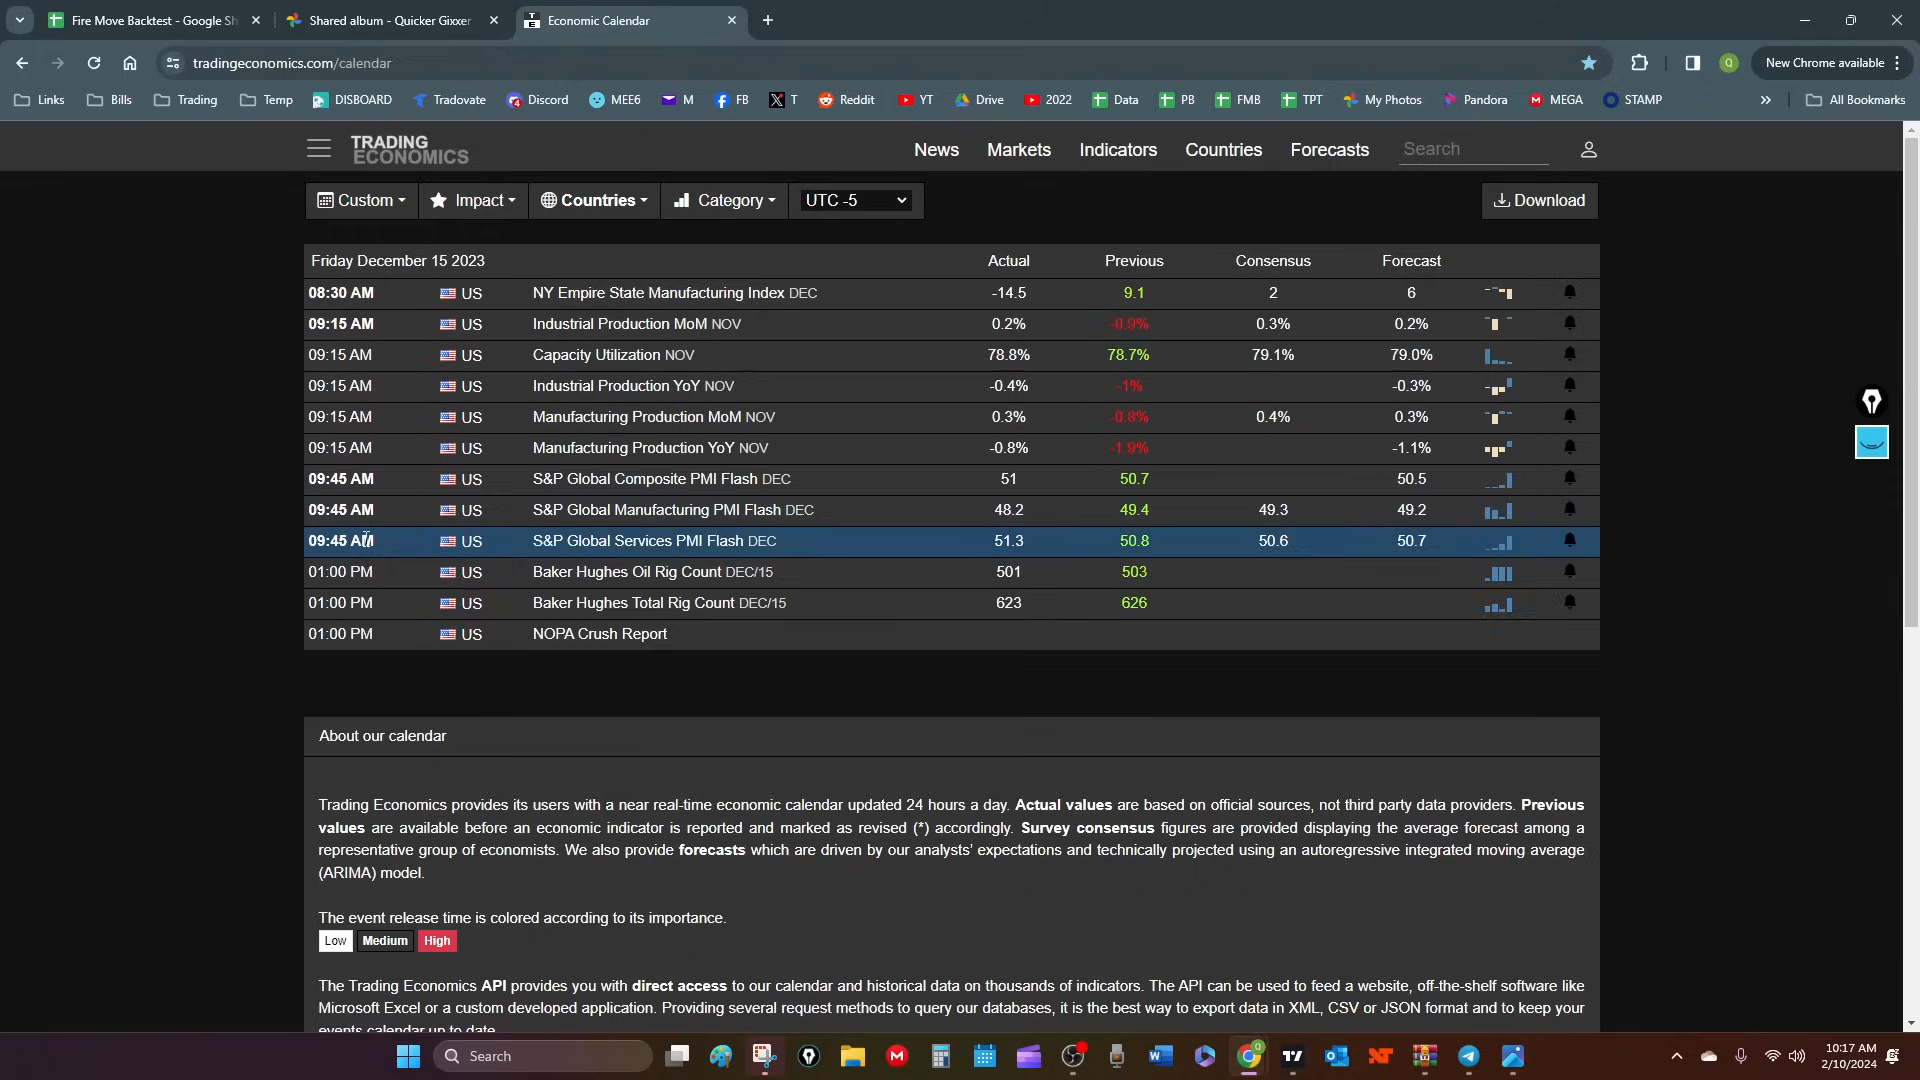 Fire Move Backtest - Google Sh
Shared album - Quicker Gixxer
Economic Calendar
tradingeconomics.com/calendar
New Chrome available
Links
Bills
Trading
Temp
DISBOARD
Tradovate
Discord
MEE6
M
FB
T
Reddit
YT
Drive
2022
Data
PB
FMB
TPT
My Photos
Pandora
MEGA
STAMP
All Bookmarks
TRADING
ECONOMICS
News Markets Indicators Countries Forecasts Search
Custom Impact Countries Category UTC -5 Download
Friday December 15 2023 Actual Previous Consensus Forecast
08:30 AM US NY Empire State Manufacturing Index DEC -14.5 9.1 2 6
09:15 AM US Industrial Production MoM NOV 0.2% -0.9% 0.3% 0.2%
09:15 AM US Capacity Utilization NOV 78.8% 78.7% 79.1% 79.0%
09:15 AM US Industrial Production YoY NOV -0.4% -1% -0.3%
09:15 AM US Manufacturing Production MoM NOV 0.3% -0.8% 0.4% 0.3%
09:15 AM US Manufacturing Production YoY NOV -0.8% -1.9% -1.1%
09:45 AM US S&P Global Composite PMI Flash DEC 51 50.7 50.5
09:45 AM US S&P Global Manufacturing PMI Flash DEC 48.2 49.4 49.3 49.2
09:45 AM US S&P Global Services PMI Flash DEC 51.3 50.8 50.6 50.7
01:00 PM US Baker Hughes Oil Rig Count DEC/15 501 503
01:00 PM US Baker Hughes Total Rig Count DEC/15 623 626
01:00 PM US NOPA Crush Report
About our calendar
Trading Economics provides its users with a near real-time economic calendar updated 24 hours a day. Actual values are based on official sources, not third party data providers. Previous
values are available before an economic indicator is reported and marked as revised (*) accordingly. Survey consensus figures are provided displaying the average forecast among a
representative group of economists. We also provide forecasts which are driven by our analysts' expectations and technically projected using an autoregressive integrated moving average
(ARIMA) model.
The event release time is colored according to its importance.
Low Medium High
The Trading Economics API provides you with direct access to our calendar and historical data on thousands of indicators. The API can be used to feed a website, off-the-shelf software like
Microsoft Excel or a custom developed application. Providing several request methods to query our databases, it is the best way to export data in XML, CSV or JSON format and to keep your
events calendar up to date
Search
10:17 AM
2/10/2024